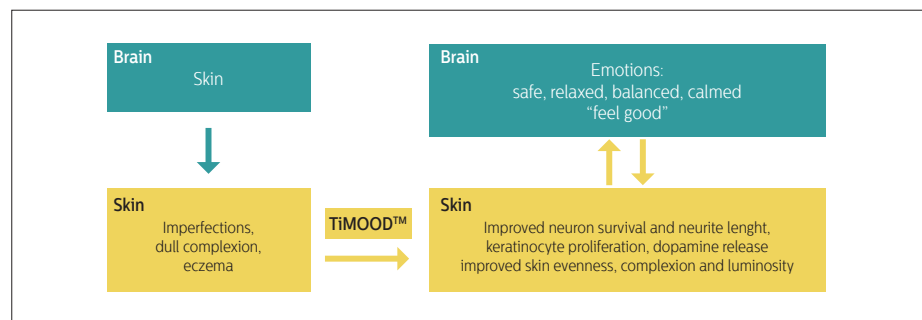 Brain
Skin
Brain
Emotions:
safe, relaxed, balanced, calmed
“feel good”
Skin
Imperfections,
dull complexion,
eczema
TiMOOD™
Skin
Improved neuron survival and neurite lenght,
keratinocyte proliferation, dopamine release
improved skin evenness, complexion and luminosity